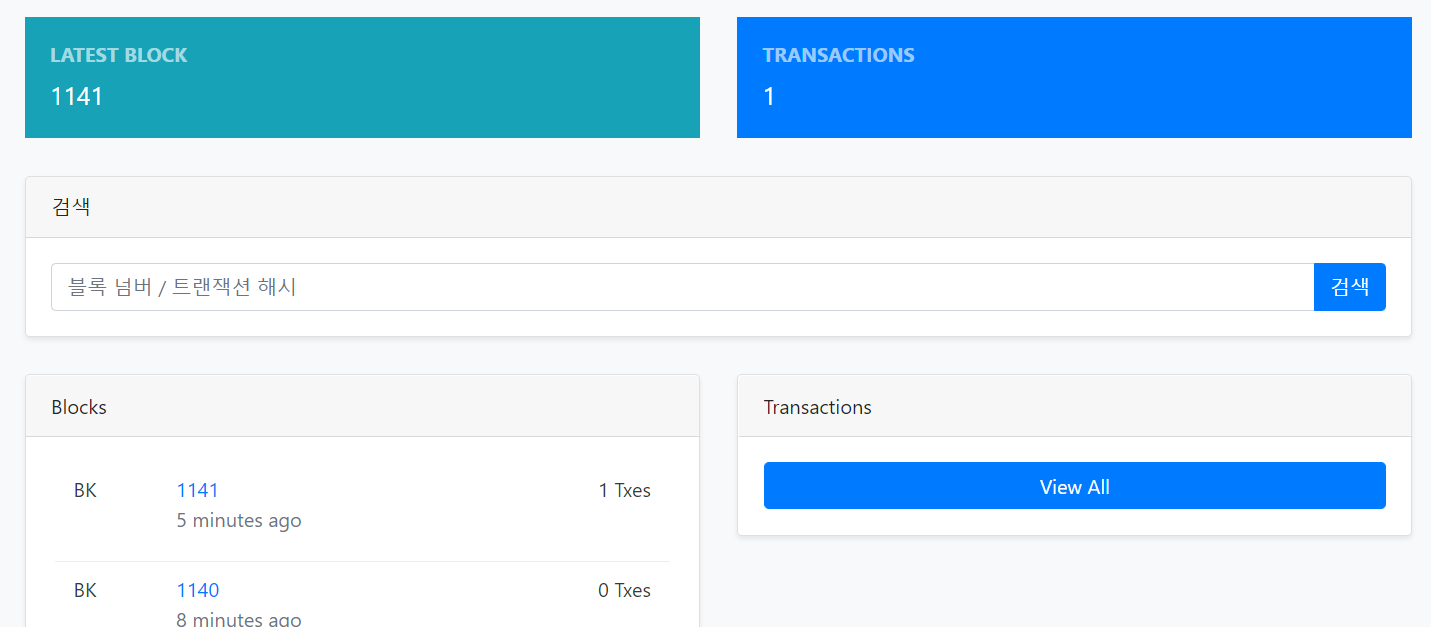 LATEST BLOCK
1141
TRANSACTIONS
1
검색
블록 넘버 / 트랜잭션 해시
검색
Blocks
BK
1141
1 Txes
5 minutes ago
BK
1140
0 Txes
8 minutes ago
Transactions
View All